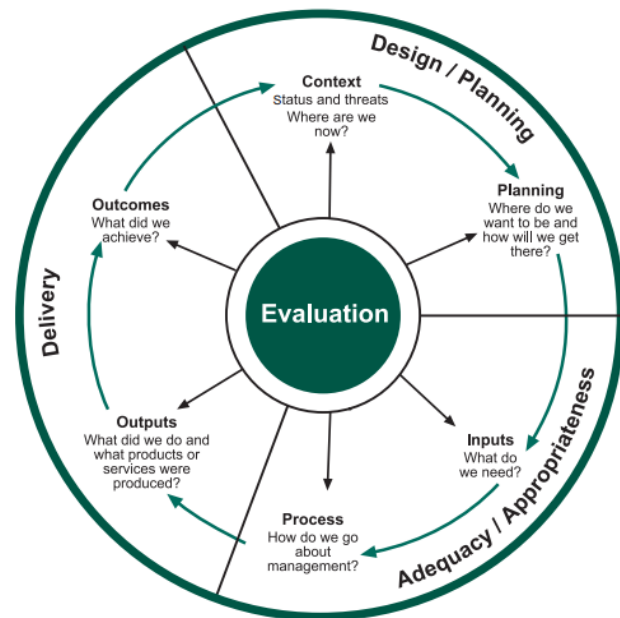 Design / Planning
Context
Status and threats
Where are we
now?
Planning
Where do we
want to be and
how will we get
there?
Outcomes
What did we
achieve?
Delivery
Evaluation
Outputs
What did we do and
what products or
services were
produced?
Inputs
What do
we need?
Process
How do we go
about
management?
Adequacy / Appropriateness